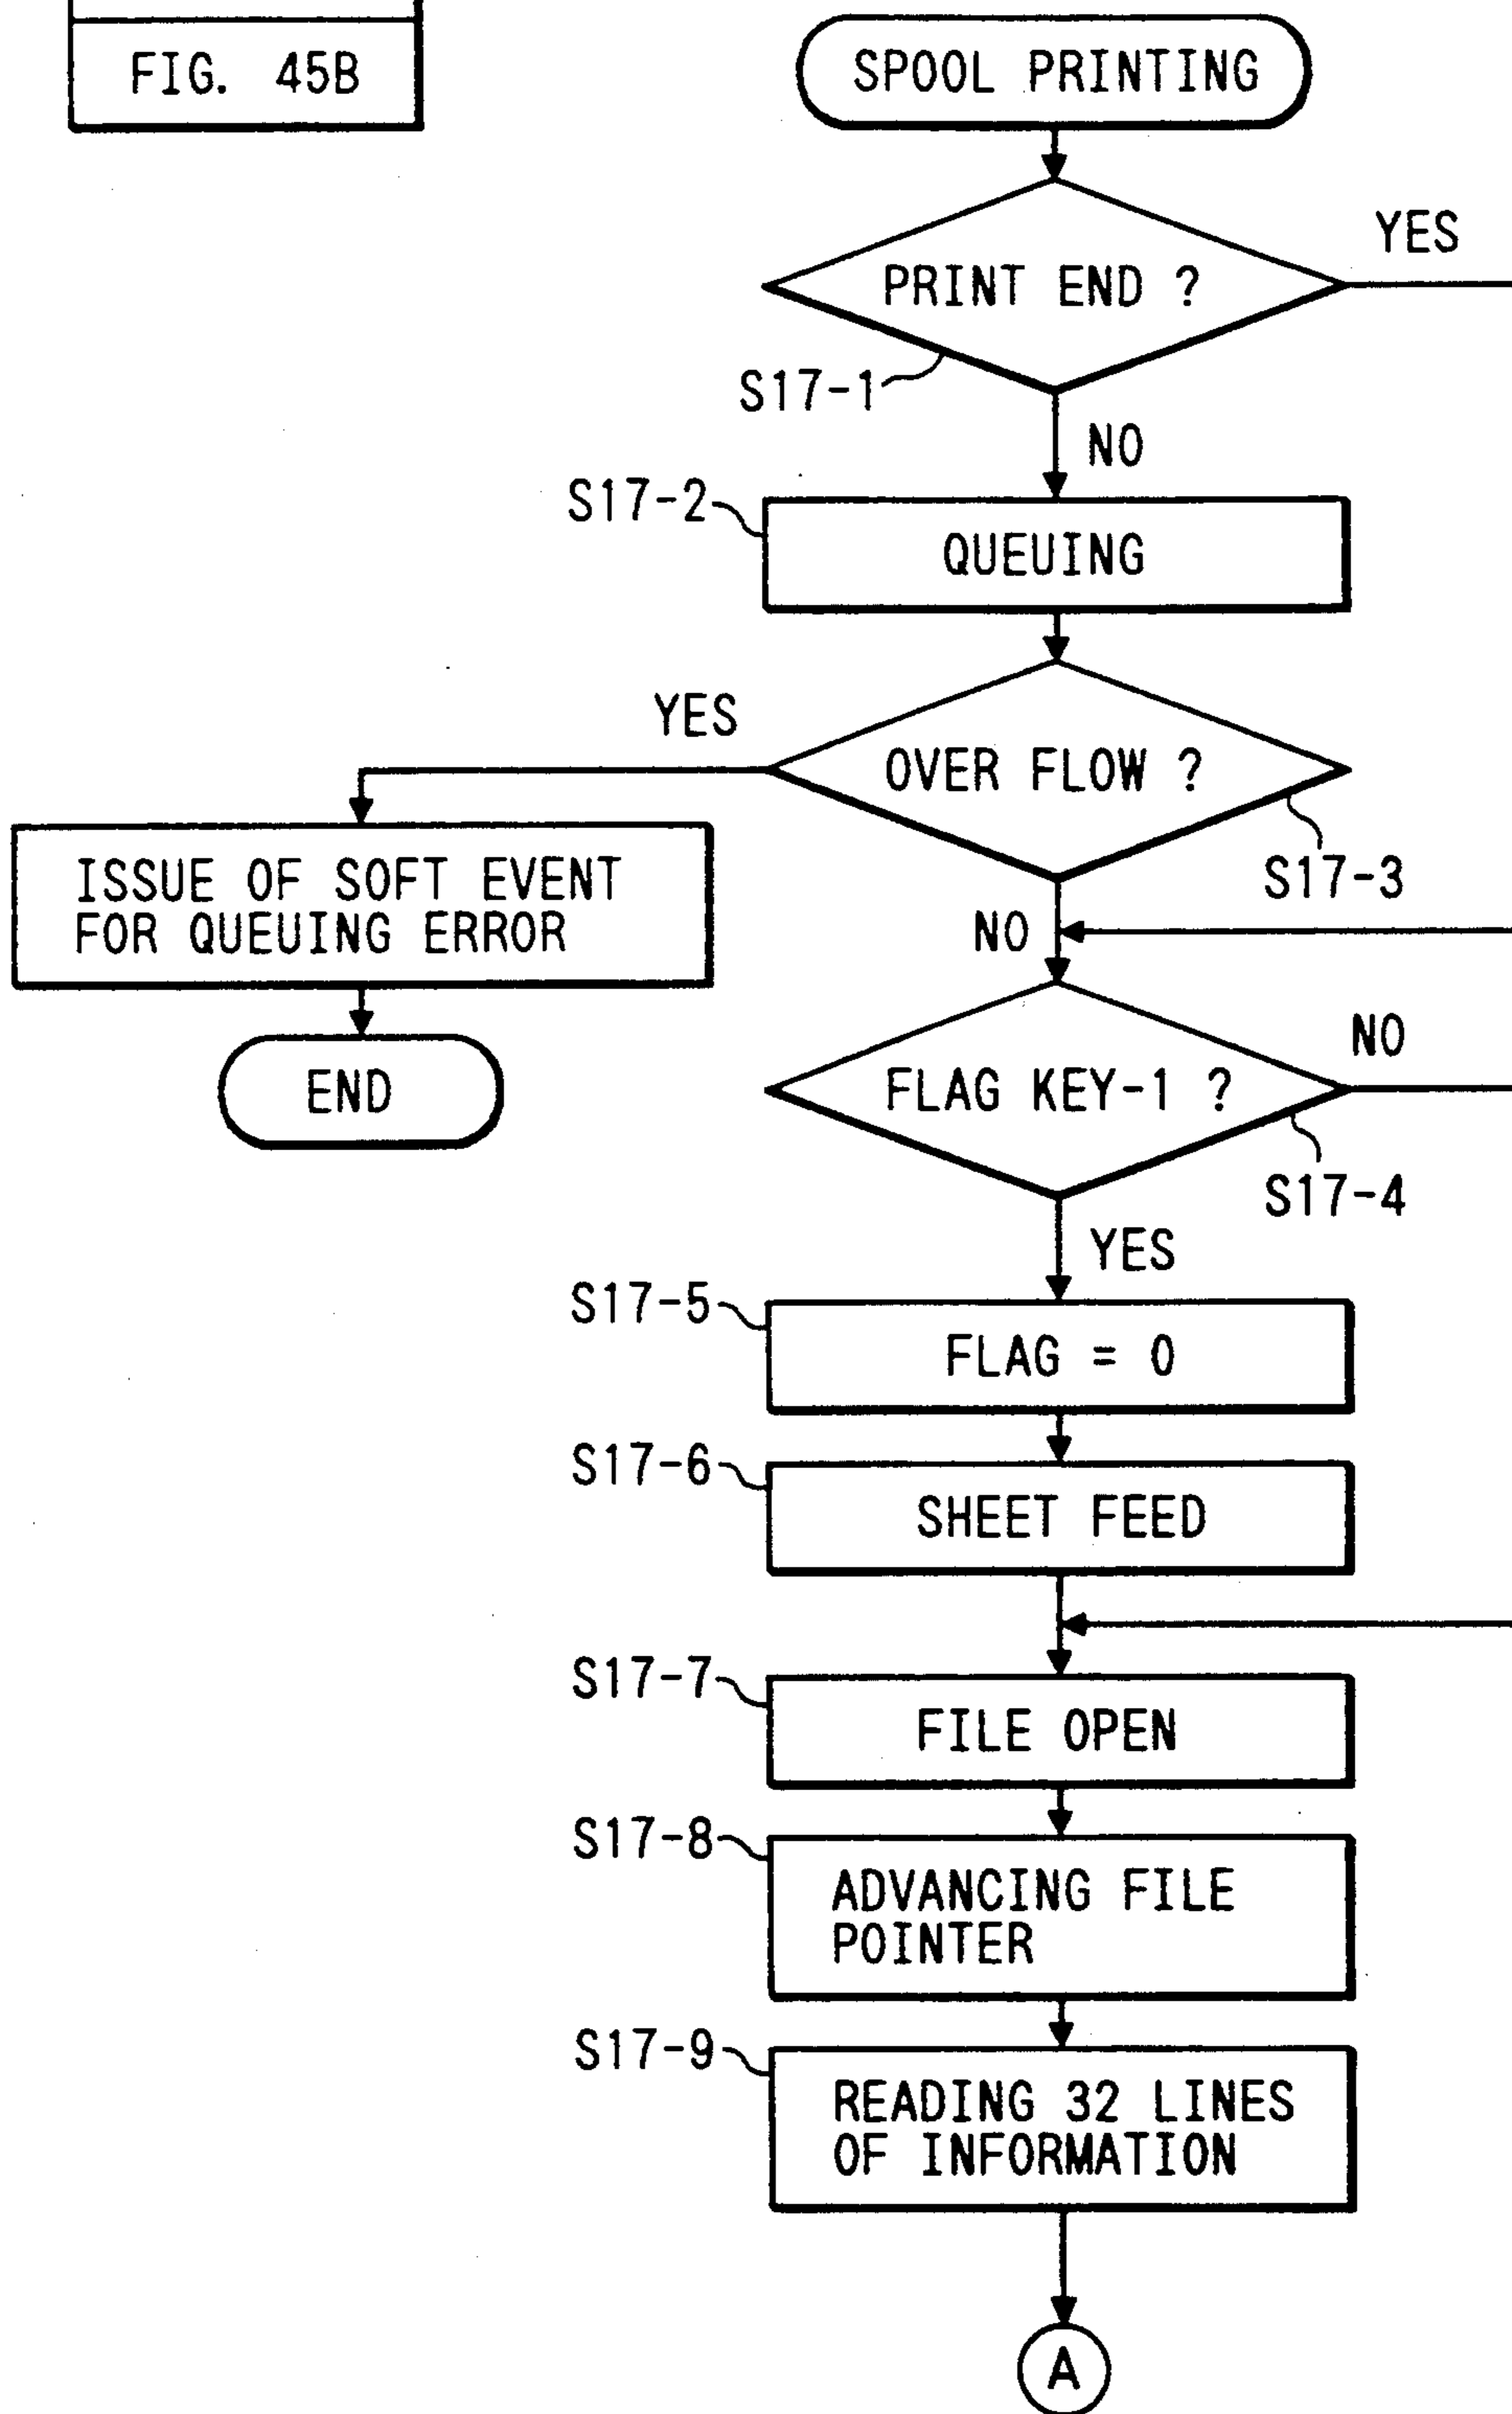 FIG. 45B
SPOOL PRINTING
PRINT END ?
YES
S17-1
NO
S17-2
QUEUING
YES
OVER FLOW ?
S17-3
ISSUE OF SOFT EVENT
FOR QUEUING ERROR
NO
END
FLAG KEY-1 ?
NO
S17-4
YES
S17-5
FLAG = 0
S17-6
SHEET FEED
S17-7
FILE OPEN
S17-8
ADVANCING FILE
POINTER
S17-9
READING 32 LINES
OF INFORMATION
A